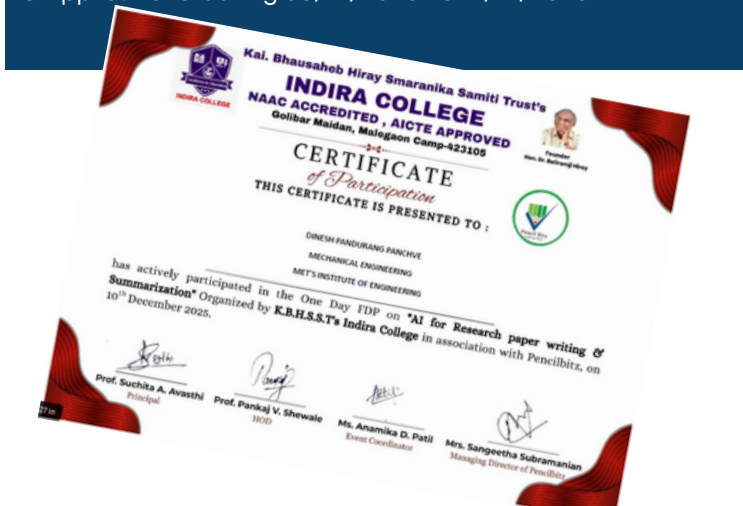 INDIRA COLLEGE
Kai. Bhausaheb Hiray Smaranika Samiti Trust's
INDIRA COLLEGE
NAAC ACCREDITED , AICTE APPROVED
Golibar Maidan, Malegaon Camp-423105
Founder
CERTIFICATE
of Participation
THIS CERTIFICATE IS PRESENTED TO :
DINESH PANDURANG PANCHVE
MECHANICAL ENGINEERING
MET'S INSTITUTE OF ENGINEERING
has actively participated in the One Day FDP on "AI for Research paper writing &
Summarization" Organized by K.B.H.S.S.T's Indira College in association with Pencilbitz, on
10th December 2025.
Prof. Suchita A. Avasthi
Principal
Prof. Pankaj V. Shewale
HOD
Ms. Anamika D. Patil
Event Coordinator
Mrs. Sangeetha Subramanian
Managing Director of Pencilbitz
27 in